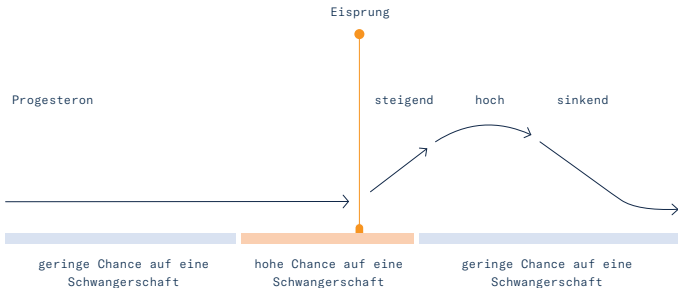 Eisprung
Progesteron
steigend
hoch
sinkend
geringe Chance auf eine
Schwangerschaft
hohe Chance auf eine
Schwangerschaft
geringe Chance auf eine
Schwangerschaft